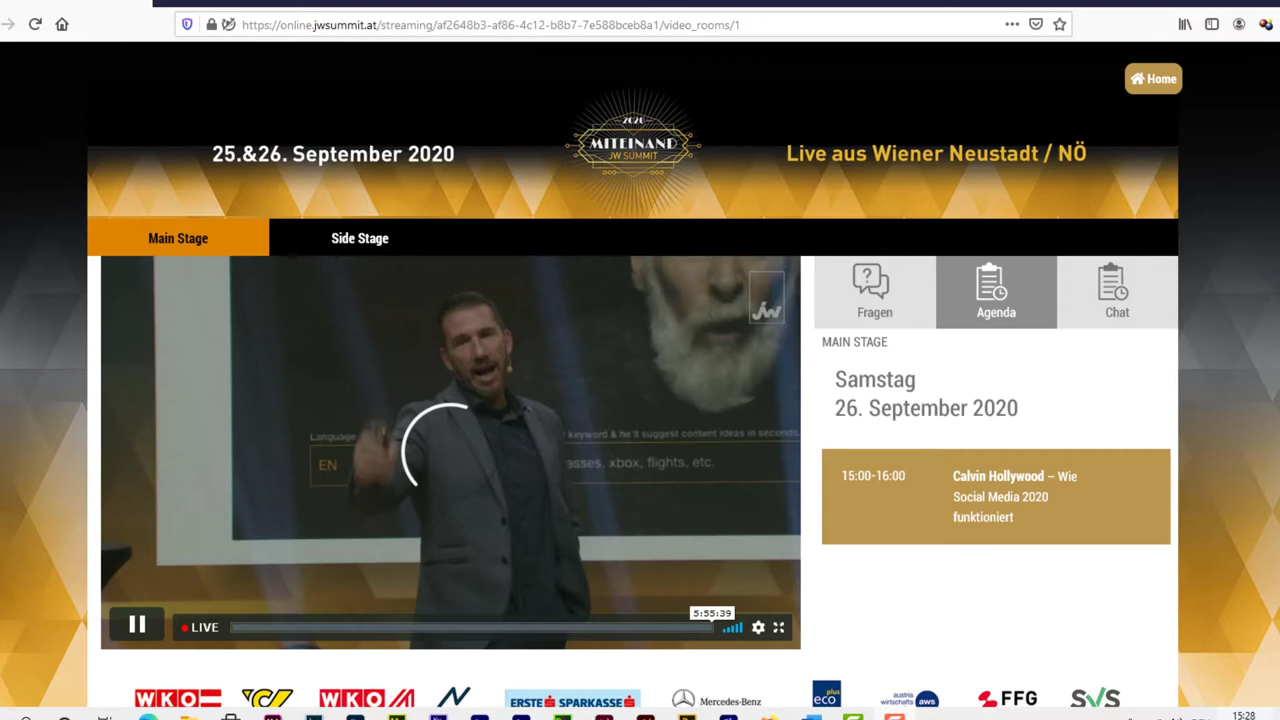 https://online.jwsummit.at/streaming/af2648b3-af86-4c12-b8b7-7e588bceb8a1/video_rooms/1
Home
25.&26. September 2020
2020
MITEINAND
JW SUMMIT
Live aus Wiener Neustadt / NÖ
Main Stage
Side Stage
jw
Fragen
Agenda
Chat
MAIN STAGE
Samstag
26. September 2020
Language
keyword & he'll suggest content ideas in seconds.
EN
esses, xbox, flights, etc.
15:00-16:00
Calvin Hollywood – Wie
Social Media 2020
funktioniert
5:55:39
LIVE
WKO
WKO
ERSTE SPARKASSE
Mercedes-Benz
eco
plus
austria
wirtschafts
aws
FFG
SVS
15:28